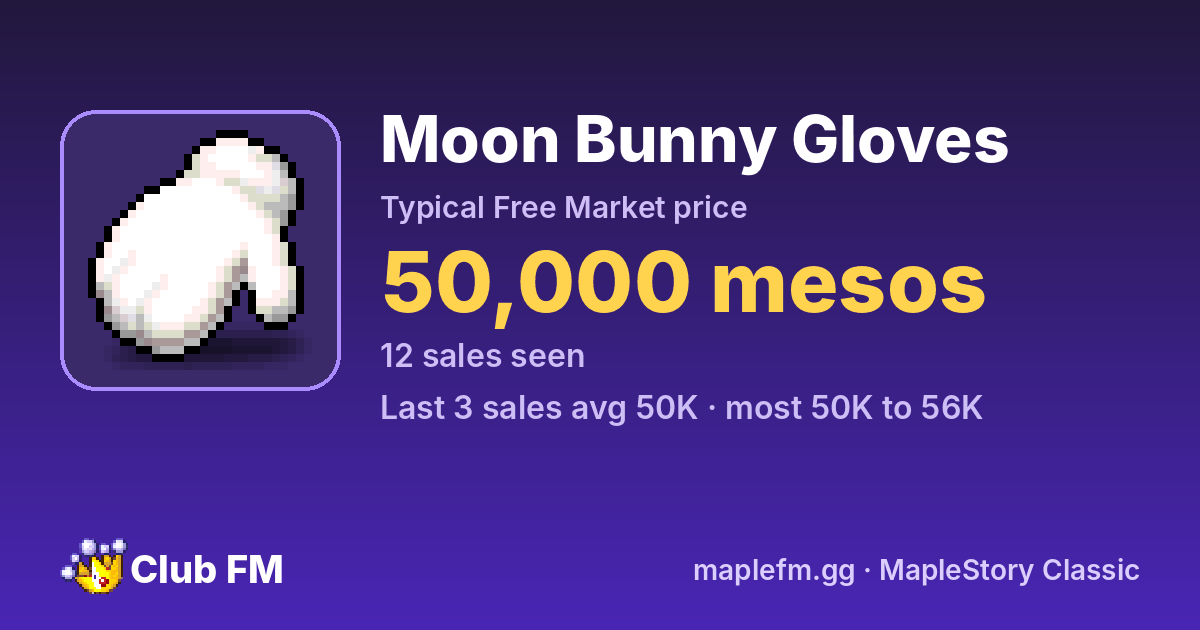 Moon Bunny Gloves
Typical Free Market price
50,000 mesos
12 sales seen
Last 3 sales avg 50K · most 50K to 56K
Club FM
maplefm.gg · MapleStory Classic